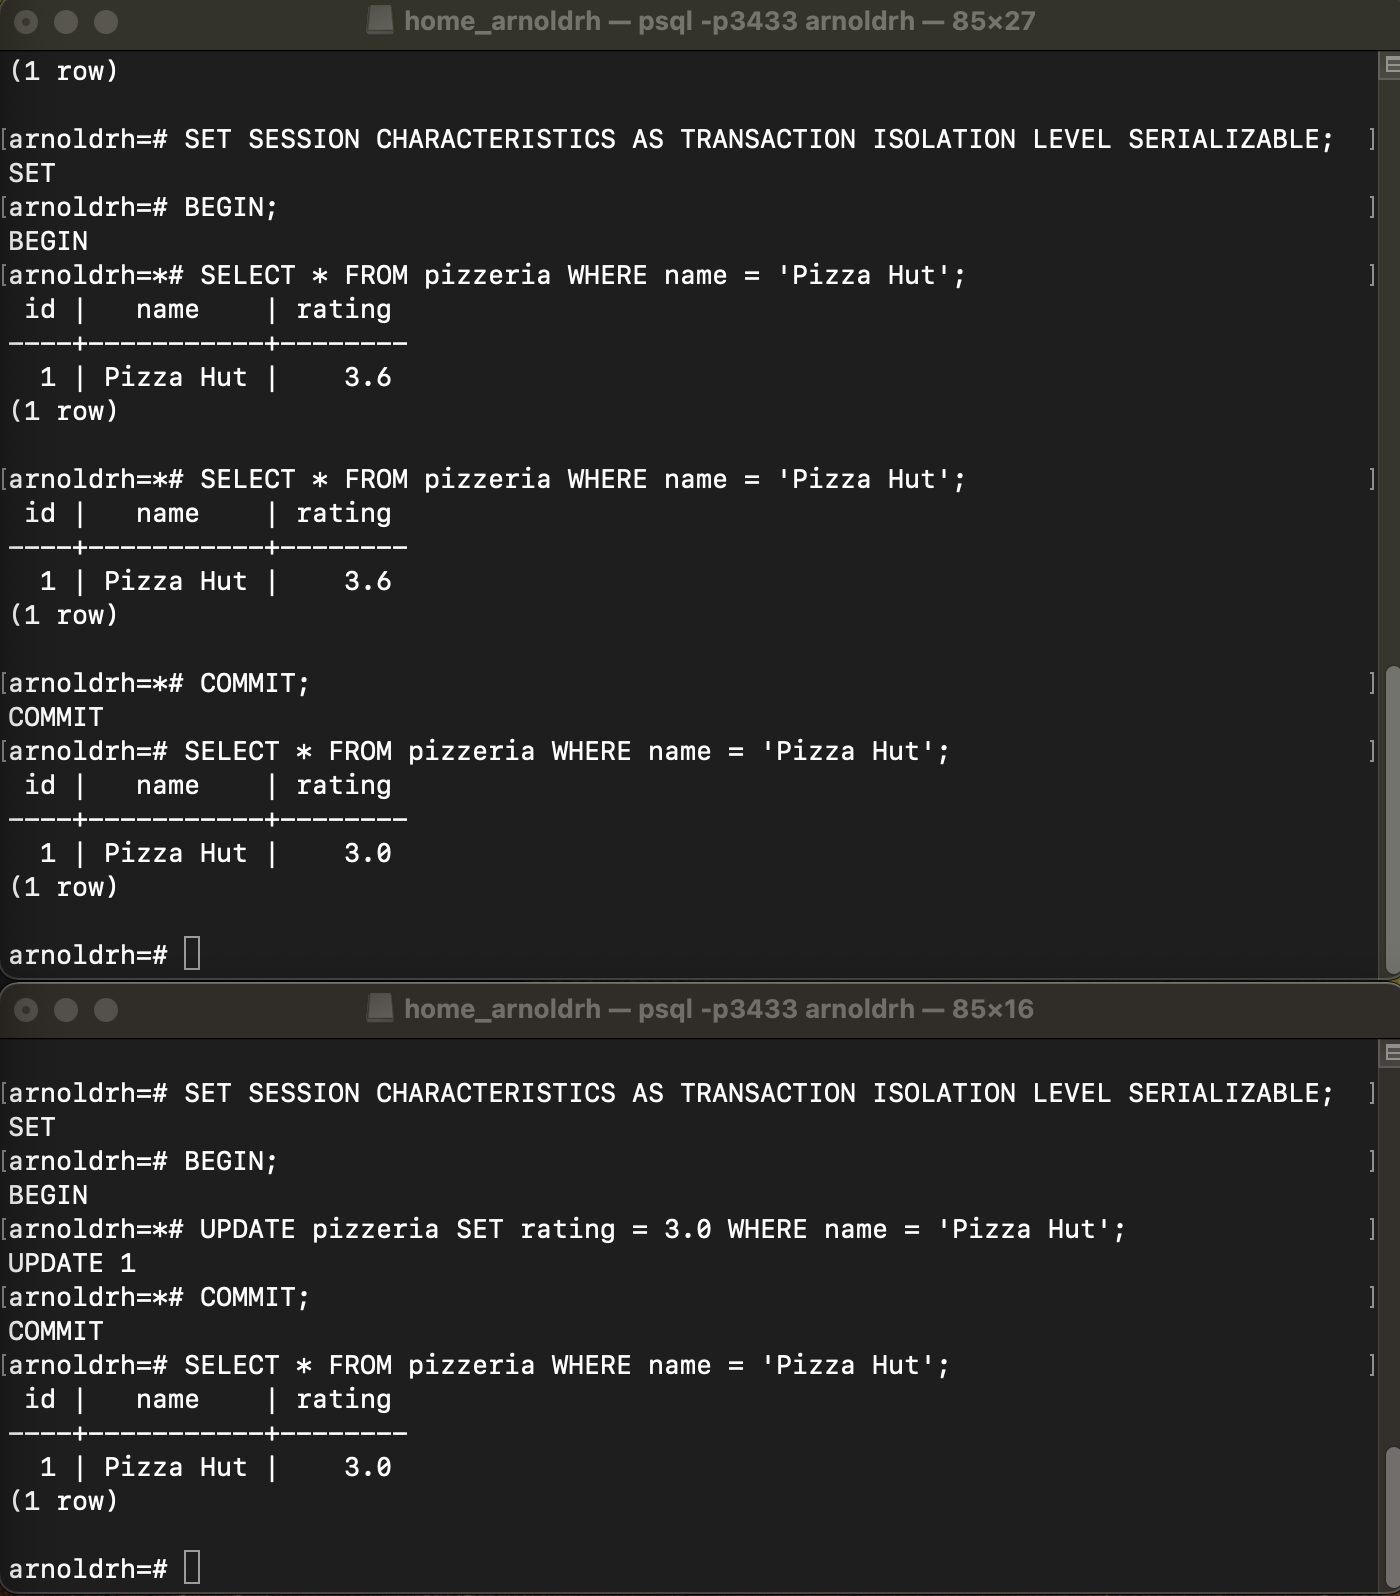 home_arnoldrh — psql -p3433 arnoldrh — 85×27
(1 row)
[arnoldrh=# SET SESSION CHARACTERISTICS AS TRANSACTION ISOLATION LEVEL SERIALIZABLE; ]
SET
[arnoldrh=# BEGIN; ]
BEGIN
[arnoldrh=*# SELECT * FROM pizzeria WHERE name = 'Pizza Hut'; ]
 id |   name    | rating
----+-----------+--------
  1 | Pizza Hut |    3.6
(1 row)
[arnoldrh=*# SELECT * FROM pizzeria WHERE name = 'Pizza Hut'; ]
 id |   name    | rating
----+-----------+--------
  1 | Pizza Hut |    3.6
(1 row)
[arnoldrh=*# COMMIT; ]
COMMIT
[arnoldrh=# SELECT * FROM pizzeria WHERE name = 'Pizza Hut'; ]
 id |   name    | rating
----+-----------+--------
  1 | Pizza Hut |    3.0
(1 row)
arnoldrh=#
home_arnoldrh — psql -p3433 arnoldrh — 85×16
[arnoldrh=# SET SESSION CHARACTERISTICS AS TRANSACTION ISOLATION LEVEL SERIALIZABLE; ]
SET
[arnoldrh=# BEGIN; ]
BEGIN
[arnoldrh=*# UPDATE pizzeria SET rating = 3.0 WHERE name = 'Pizza Hut'; ]
UPDATE 1
[arnoldrh=*# COMMIT; ]
COMMIT
[arnoldrh=# SELECT * FROM pizzeria WHERE name = 'Pizza Hut'; ]
 id |   name    | rating
----+-----------+--------
  1 | Pizza Hut |    3.0
(1 row)
arnoldrh=#